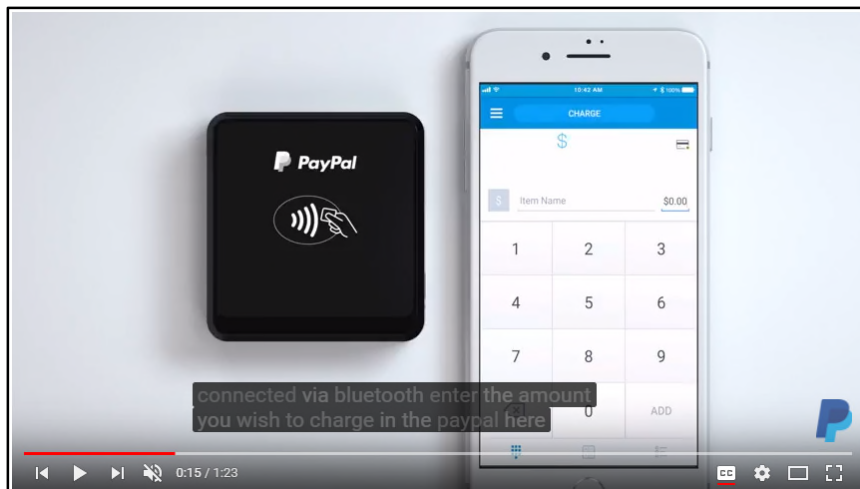 10:42 AM
100%
CHARGE
$
$ Item Name $0.00
PayPal
1 2 3
4 5 6
7 8 9
0 ADD
connected via bluetooth enter the amount
you wish to charge in the paypal here
0:15 / 1:23
CC